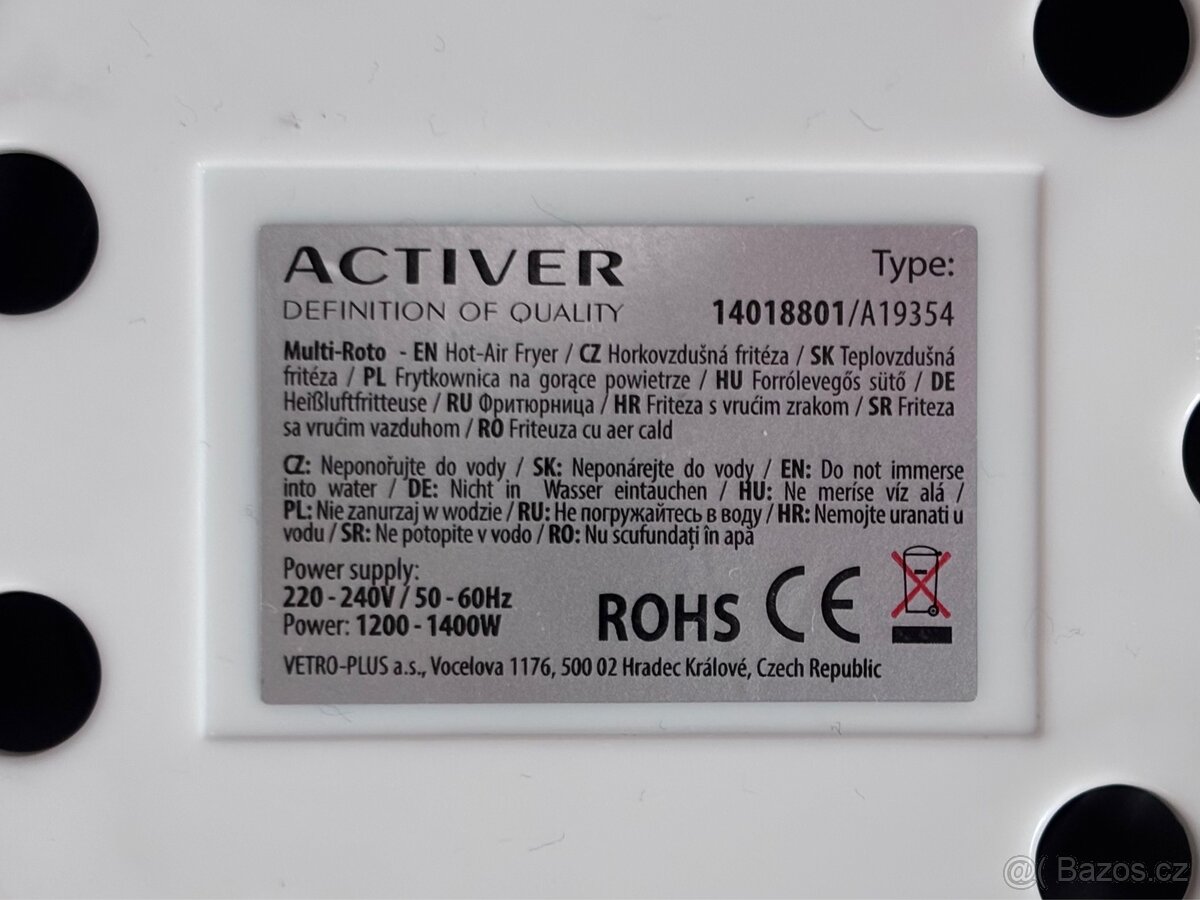 ACTIVER
DEFINITION OF QUALITY
Type:
14018801/A19354
Multi-Roto - EN Hot-Air Fryer / CZ Horkovzdušná fritéza / SK Teplovzdušná
fritéza / PL Frytkownica na gorące powietrze / HU Forrólevegős sütő / DE
Heißluftfritteuse / RU Фритюрница / HR Friteza s vrućim zrakom / SR Friteza
sa vrućim vazduhom / RO Friteuza cu aer cald
CZ: Neponořujte do vody / SK: Neponárejte do vody / EN: Do not immerse
into water / DE: Nicht in Wasser eintauchen / HU: Ne meríse víz alá /
PL: Nie zanurzaj w wodzie / RU: Не погружайтесь в воду / HR: Nemojte uranati u
vodu / SR: Ne potopite v vodo / RO: Nu scufundați în apă
Power supply:
220 - 240V / 50 - 60Hz
Power: 1200 - 1400W
ROHS CE
VETRO-PLUS a.s., Vocelova 1176, 500 02 Hradec Králové, Czech Republic
@( Bazos.cz